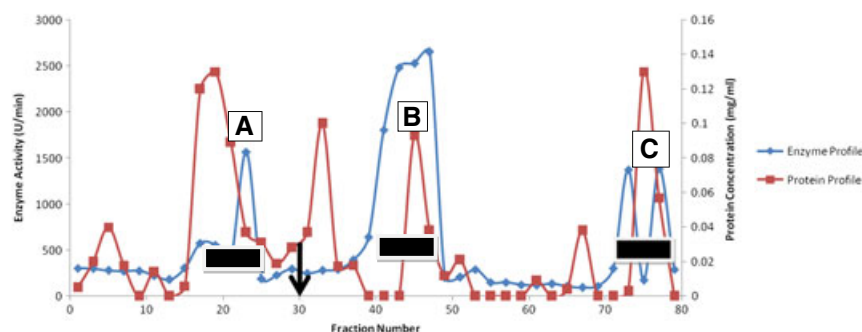 3000
2500
2000
1500
1000
500
0
Enzyme Activity (U/min)
0 10 20 30 40 50 60 70 80
Fraction Number
0.16
0.14
0.12
0.1
0.08
0.06
0.04
0.02
0
Protein Concentration (mg/ml)
A
B
C
Enzyme Profile
Protein Profile